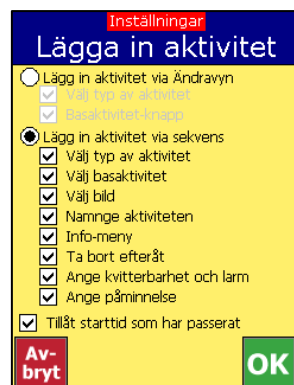 Inställningar
Lägga in aktivitet
Lägg in aktivitet via Ändravyn
Välj typ av aktivitet
Basaktivitet-knapp
Lägg in aktivitet via sekvens
Välj typ av aktivitet
Välj basaktivitet
Välj bild
Namnge aktiviteten
Info-meny
Ta bort efteråt
Ange kvitterbarhet och larm
Ange påminnelse
Tillåt starttid som har passerat
Av-
bryt
OK